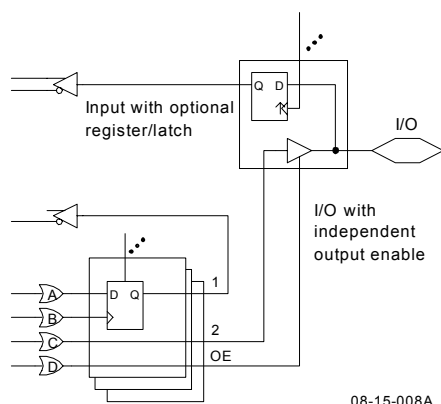 Q D
Input with optional
register/latch
I/O
I/O with
independent
output enable
A
B
C
D
D Q
1
2
OE
08-15-008A